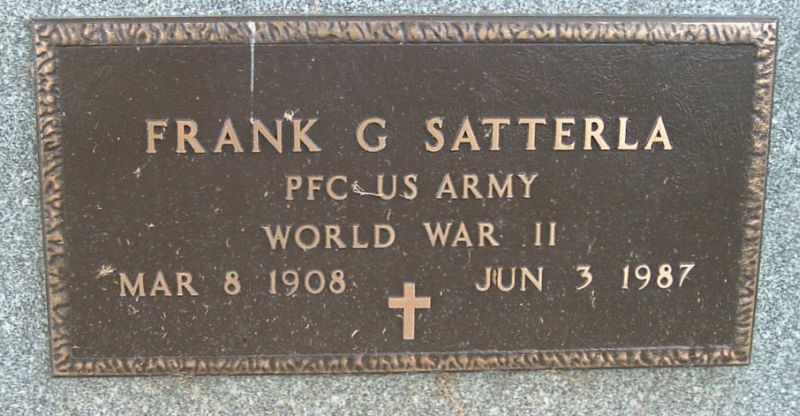 FRANK G SATTERLA
PFC US ARMY
WORLD WAR II
MAR 8 1908 JUN 3 1987